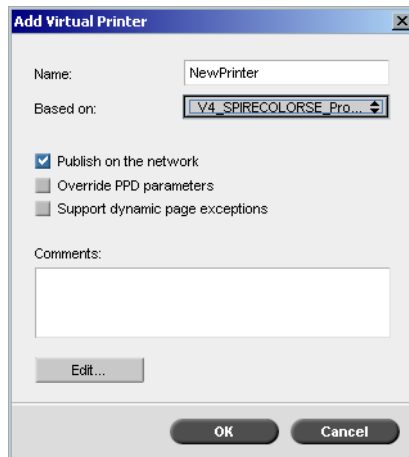 Add Virtual Printer
Name: NewPrinter
Based on: V4_SPIRECOLORSE_Pro...
Publish on the network
Override PPD parameters
Support dynamic page exceptions
Comments:
Edit...
OK Cancel